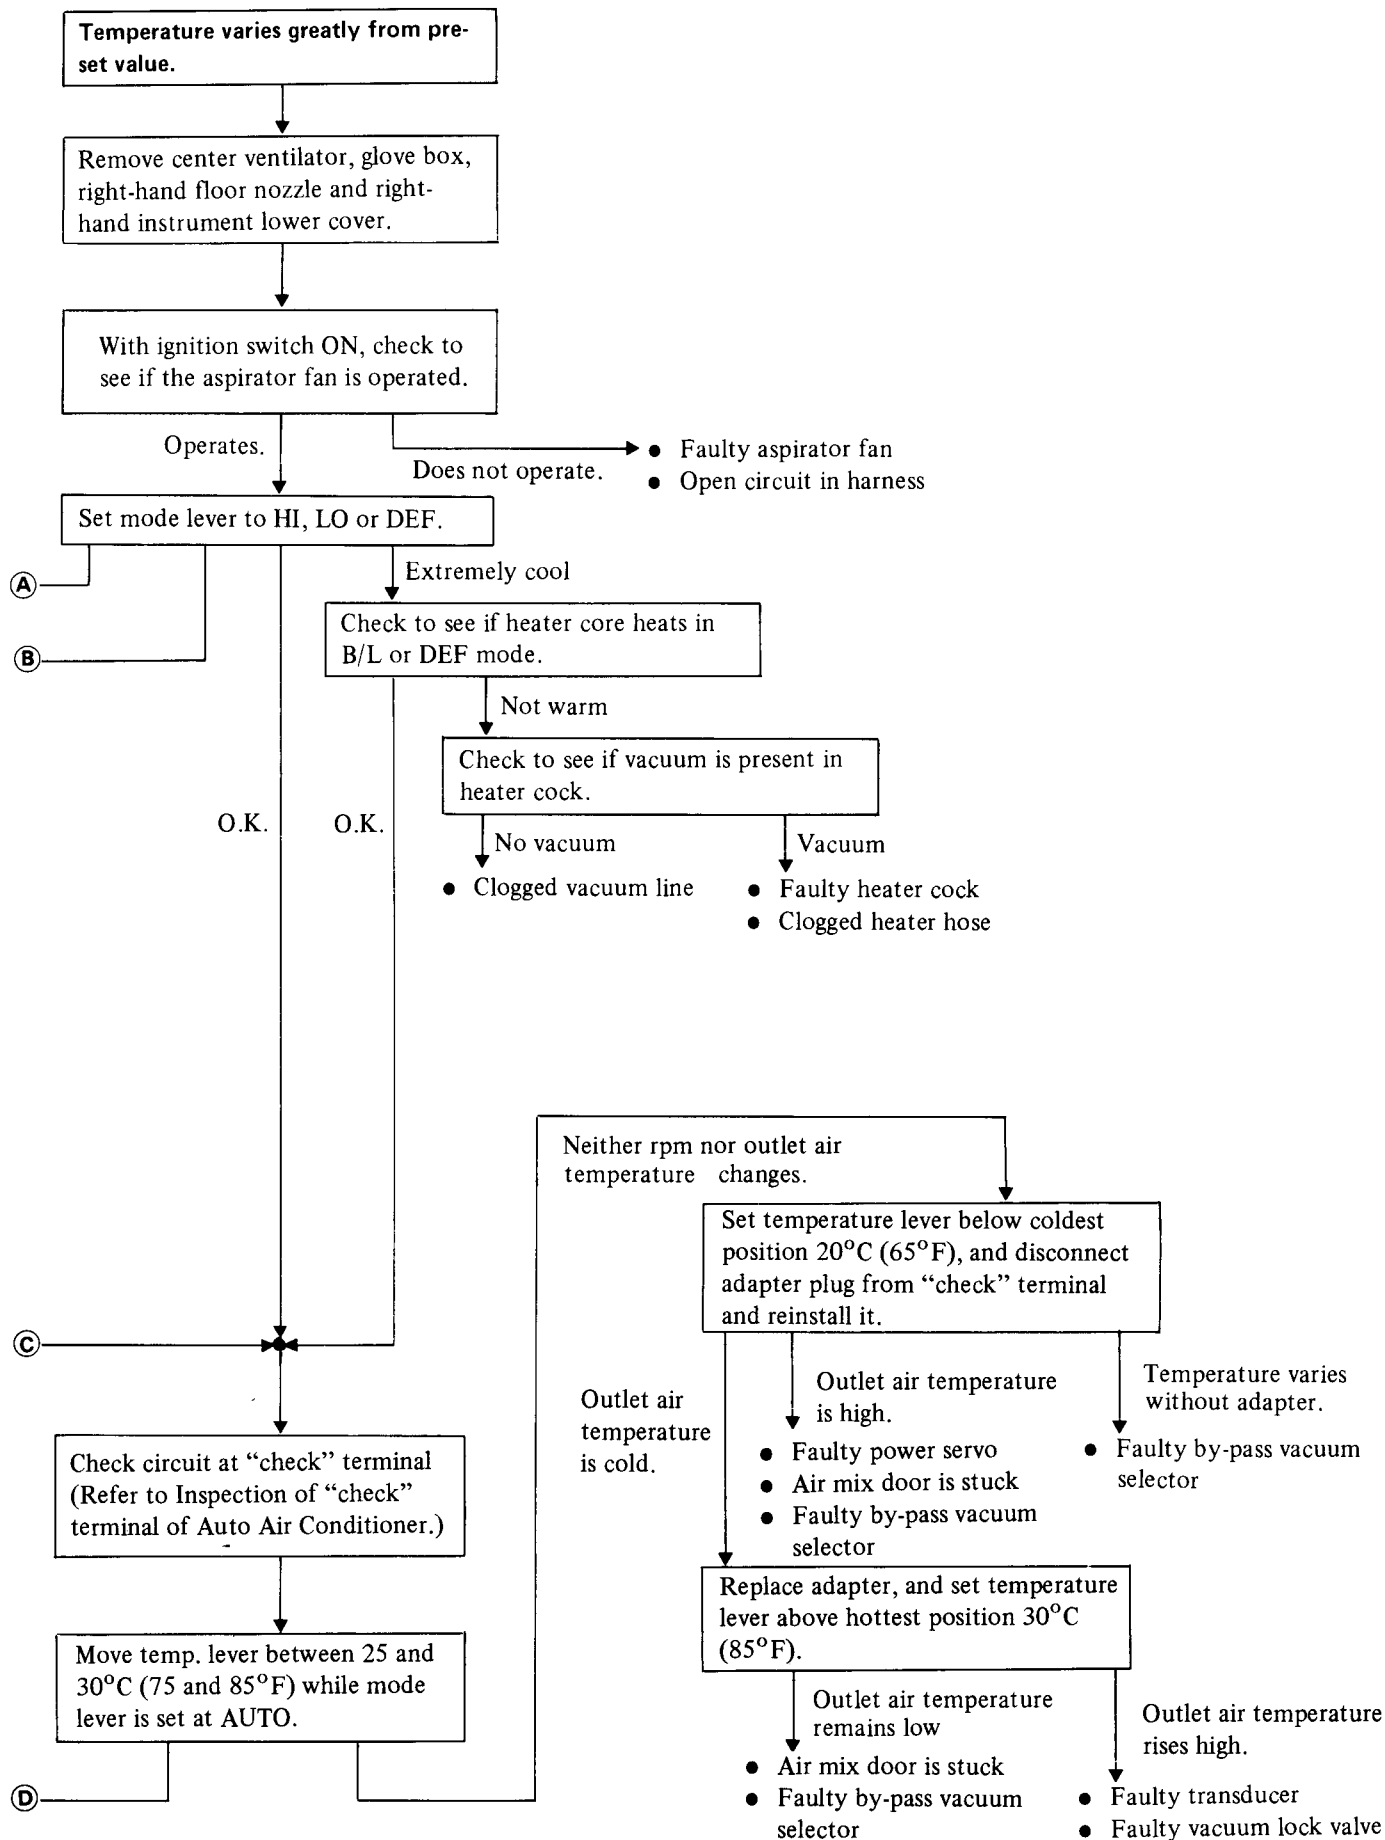 Temperature varies greatly from pre-
set value.
Remove center ventilator, glove box,
right-hand floor nozzle and right-
hand instrument lower cover.
With ignition switch ON, check to
see if the aspirator fan is operated.
Operates.
Does not operate.
● Faulty aspirator fan
● Open circuit in harness
Set mode lever to HI, LO or DEF.
A
B
Extremely cool
Check to see if heater core heats in
B/L or DEF mode.
Not warm
Check to see if vacuum is present in
heater cock.
O.K.
O.K.
No vacuum
Vacuum
● Clogged vacuum line
● Faulty heater cock
● Clogged heater hose
Neither rpm nor outlet air
temperature changes.
Set temperature lever below coldest
position 20°C (65°F), and disconnect
adapter plug from “check” terminal
and reinstall it.
C
Outlet air
temperature
is cold.
Outlet air temperature
is high.
Temperature varies
without adapter.
● Faulty power servo
● Air mix door is stuck
● Faulty by-pass vacuum
selector
● Faulty by-pass vacuum
selector
Check circuit at “check” terminal
(Refer to Inspection of “check”
terminal of Auto Air Conditioner.)
Replace adapter, and set temperature
lever above hottest position 30°C
(85°F).
Move temp. lever between 25 and
30°C (75 and 85°F) while mode
lever is set at AUTO.
Outlet air temperature
remains low
Outlet air temperature
rises high.
D
● Air mix door is stuck
● Faulty by-pass vacuum
selector
● Faulty transducer
● Faulty vacuum lock valve